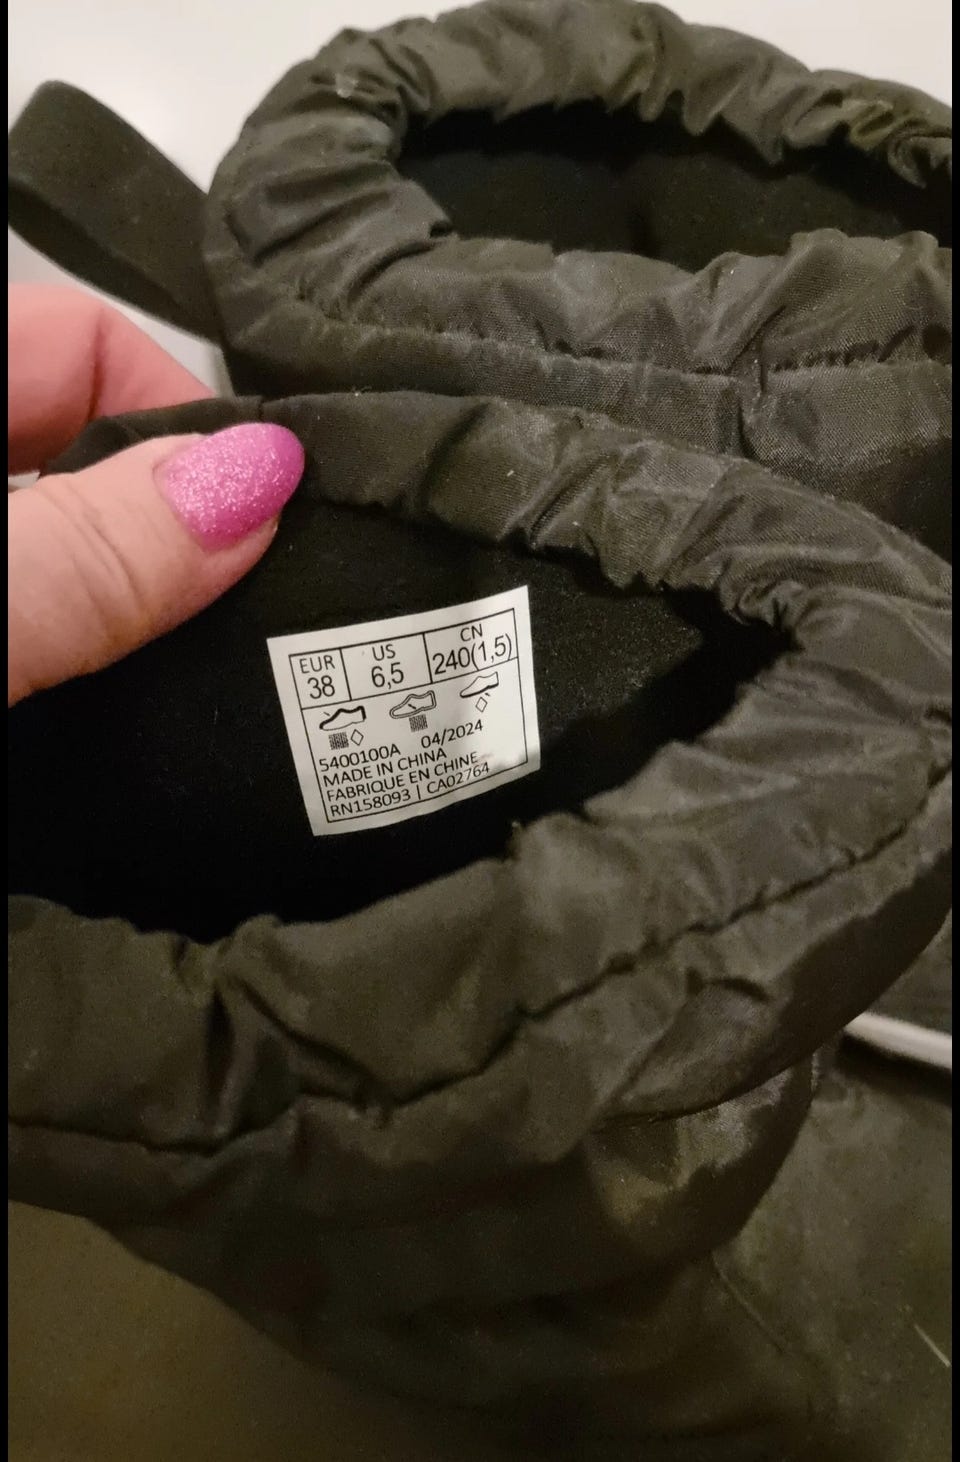 EUR US CN
38 6,5 240(1,5)
5400100A 04/2024
MADE IN CHINA
FABRIQUE EN CHINE
RN158093 | CA02764